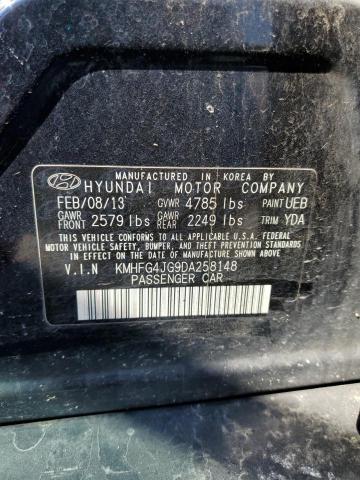 MANUFACTURED IN KOREA BY
HYUNDAI MOTOR COMPANY
FEB/08/13 GVWR 4785 lbs PAINT UEB
GAWR FRONT 2579 lbs GAWR REAR 2249 lbs TRIM YDA
THIS VEHICLE CONFORMS TO ALL APPLICABLE U.S.A. FEDERAL
MOTOR VEHICLE SAFETY, BUMPER, AND THEFT PREVENTION STANDARDS
IN EFFECT ON THE DATE OF MANUFACTURE SHOWN ABOVE.
V.I.N KMHFG4JG9DA258148
PASSENGER CAR